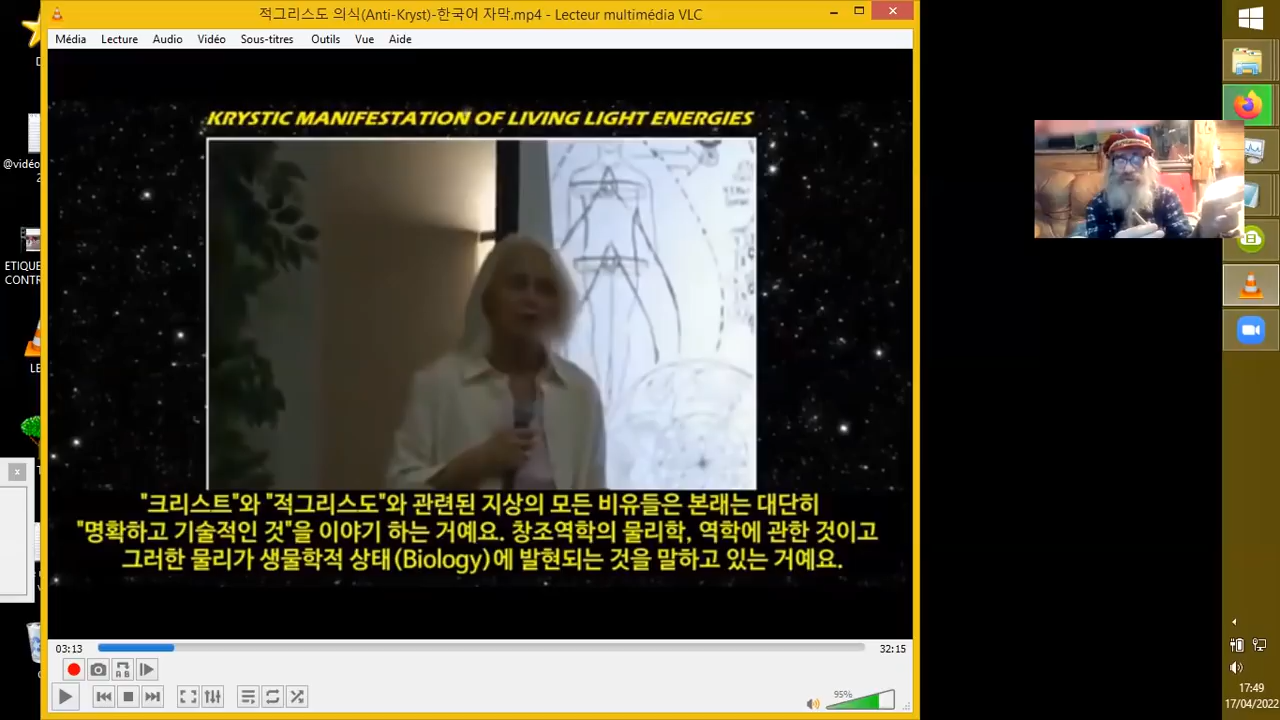 적그리스도 의식(Anti-Kryst)-한국어 자막.mp4 - Lecteur multimédia VLC
Média Lecture Audio Vidéo Sous-titres Outils Vue Aide
KRYSTIC MANIFESTATION OF LIVING LIGHT ENERGIES
@vidéo
ETIQUE
CONTR
LE
"크리스트"와 "적그리스도"와 관련된 지상의 모든 비유들은 본래는 대단히
"명확하고 기술적인 것"을 이야기 하는 거예요. 창조역학의 물리학, 역학에 관한 것이고
그러한 물리가 생물학적 상태(Biology)에 발현되는 것을 말하고 있는 거예요.
03:13
32:15
95%
17:49
17/04/2022